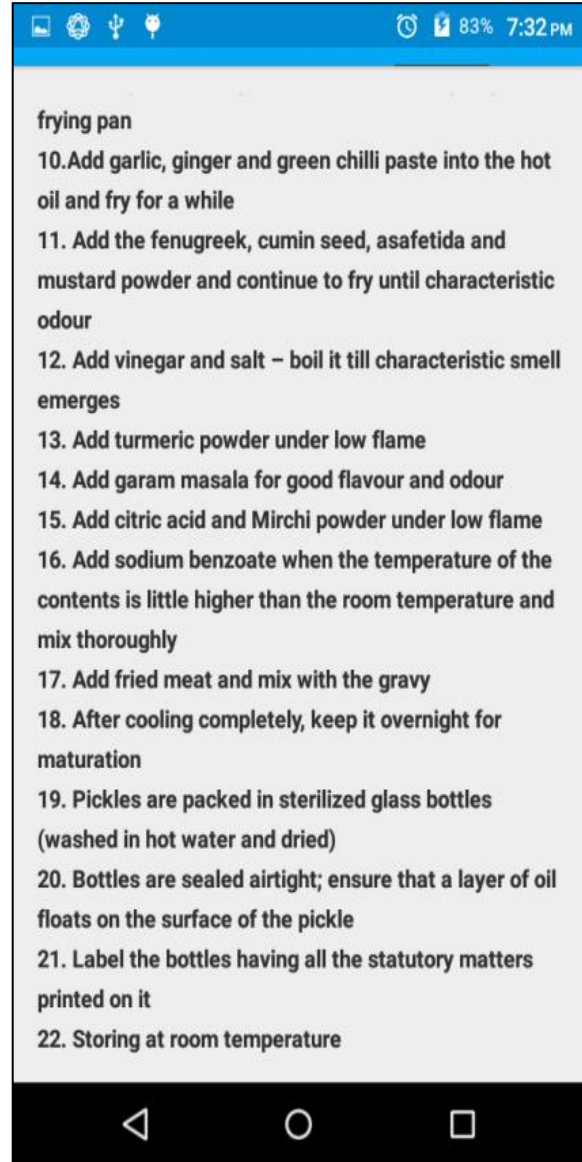 83% 7:32 PM
frying pan
10.Add garlic, ginger and green chilli paste into the hot
oil and fry for a while
11. Add the fenugreek, cumin seed, asafetida and
mustard powder and continue to fry until characteristic
odour
12. Add vinegar and salt – boil it till characteristic smell
emerges
13. Add turmeric powder under low flame
14. Add garam masala for good flavour and odour
15. Add citric acid and Mirchi powder under low flame
16. Add sodium benzoate when the temperature of the
contents is little higher than the room temperature and
mix thoroughly
17. Add fried meat and mix with the gravy
18. After cooling completely, keep it overnight for
maturation
19. Pickles are packed in sterilized glass bottles
(washed in hot water and dried)
20. Bottles are sealed airtight; ensure that a layer of oil
floats on the surface of the pickle
21. Label the bottles having all the statutory matters
printed on it
22. Storing at room temperature